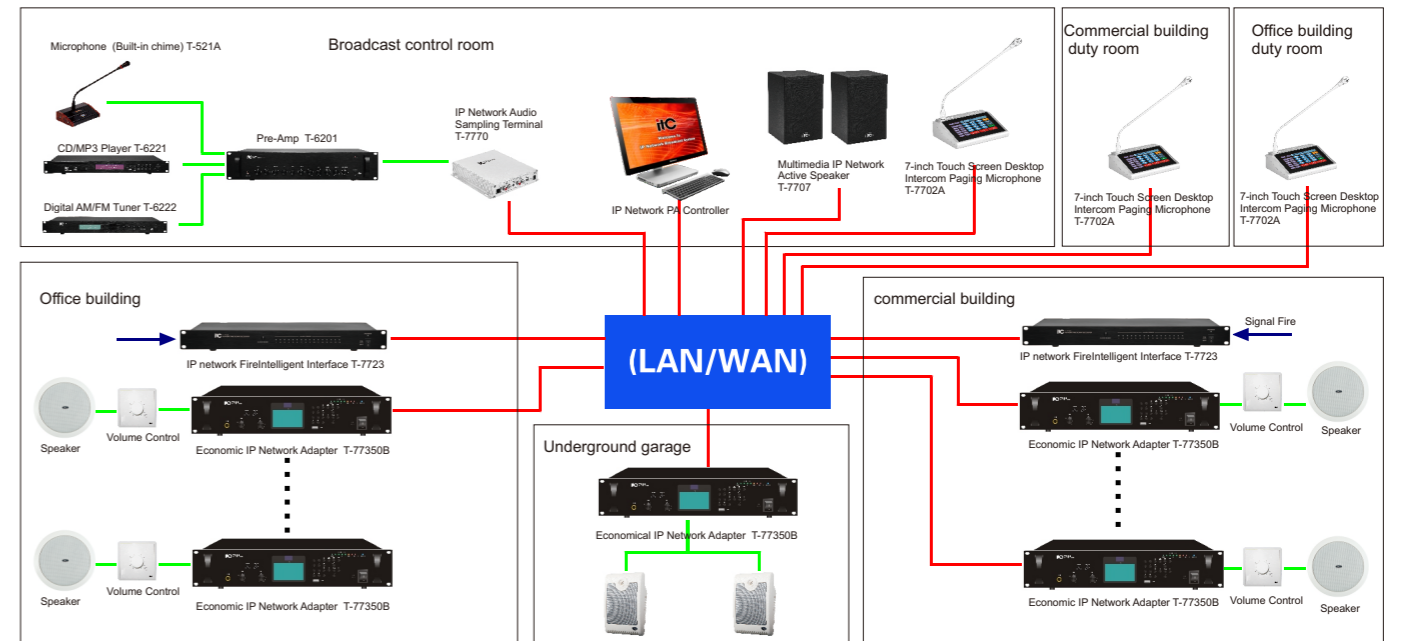 Broadcast control room
Microphone (Built-in chime) T-521A
CD/MP3 Player T-6221
Digital AM/FM Tuner T-6222
Pre-Amp T-6201
IP Network Audio
Sampling Terminal
T-7770
itC
IP Network PA Controller
Multimedia IP Network
Active Speaker
T-7707
7-inch Touch Screen Desktop
Intercom Paging Microphone
T-7702A
Commercial building
duty room
7-inch Touch Screen Desktop
Intercom Paging Microphone
T-7702A
Office building
duty room
7-inch Touch Screen Desktop
Intercom Paging Microphone
T-7702A
Office building
IP network FireIntelligent Interface T-7723
Speaker
Volume Control
Economic IP Network Adapter T-77350B
Speaker
Volume Control
Economic IP Network Adapter T-77350B
(LAN/WAN)
Underground garage
Economical IP Network Adapter T-77350B
commercial building
Signal Fire
IP network FireIntelligent Interface T-7723
Economic IP Network Adapter T-77350B
Volume Control
Speaker
Economic IP Network Adapter T-77350B
Volume Control
Speaker